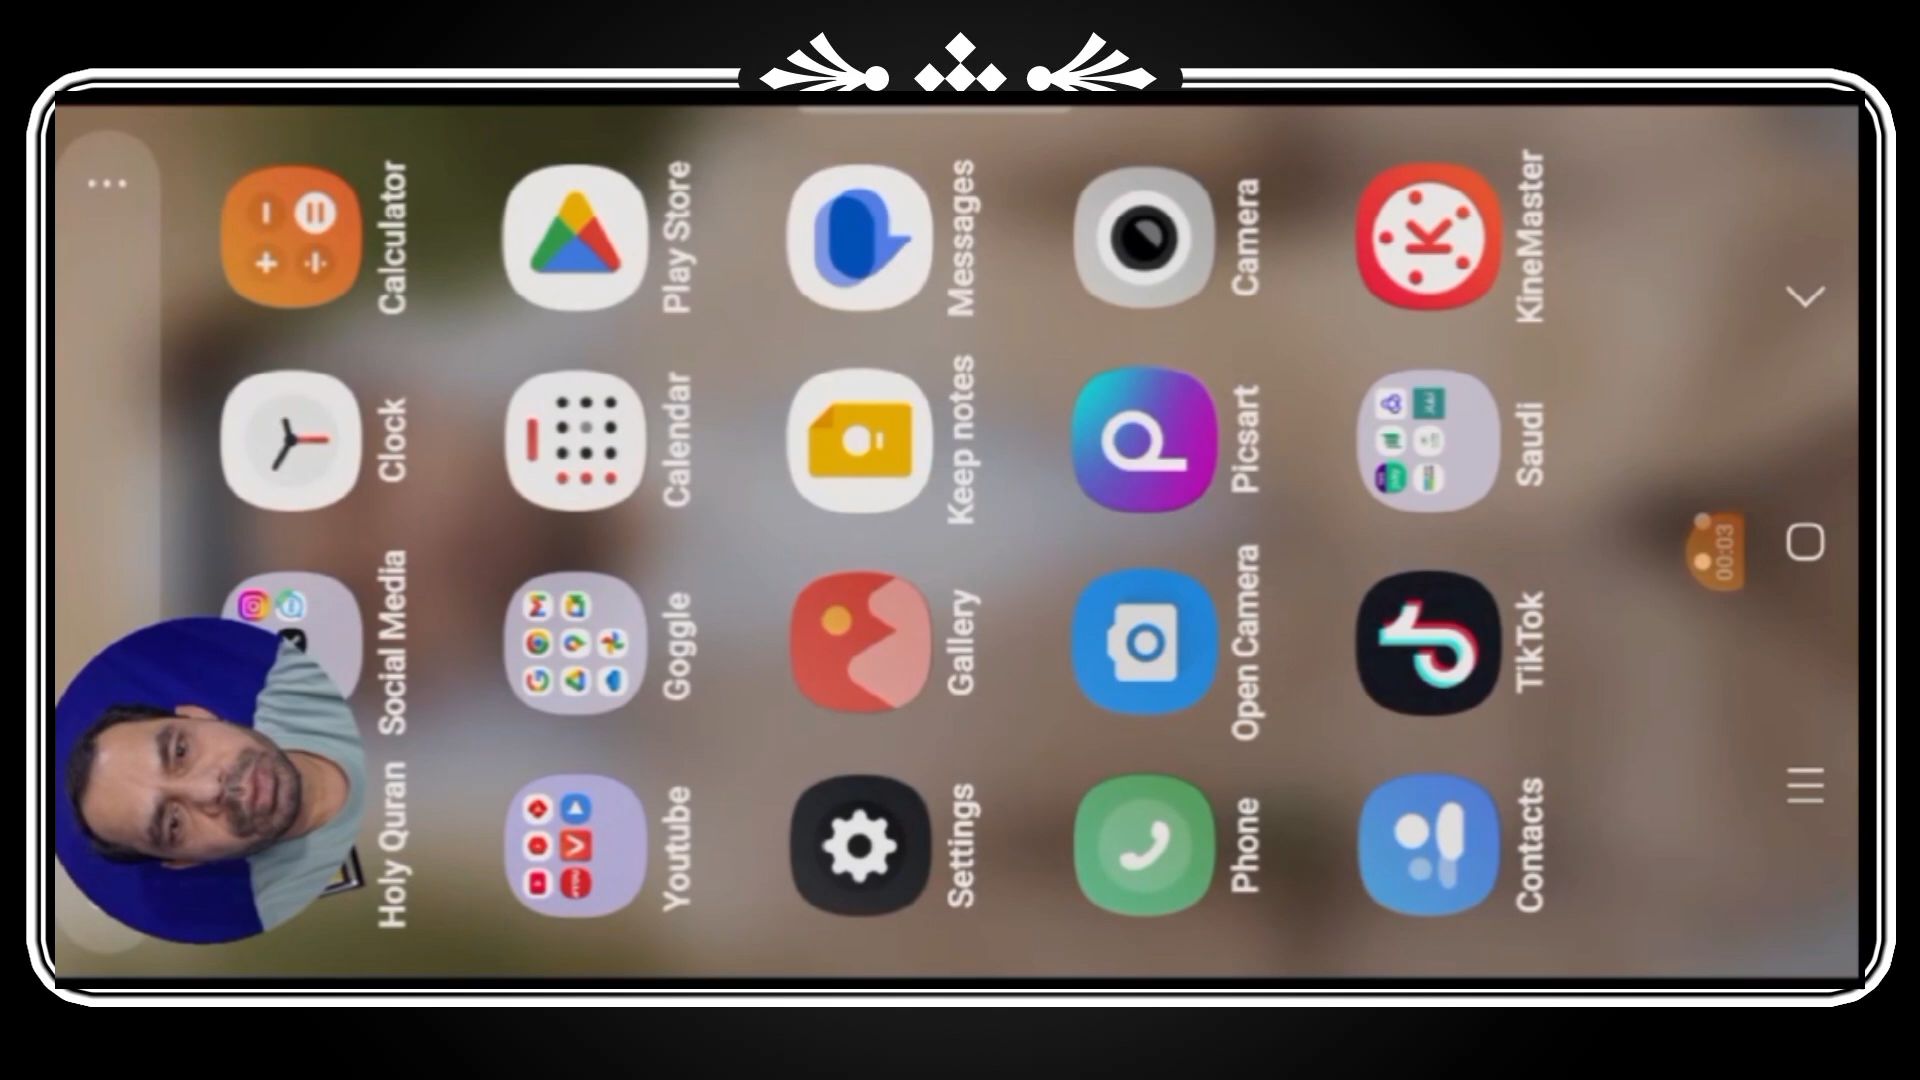 Holy Quran Social Media Clock Calculator
Youtube Goggle Calendar Play Store
Settings Gallery Keep notes Messages
Phone Open Camera Picsart Camera
Contacts TikTok Saudi KineMaster
00:03